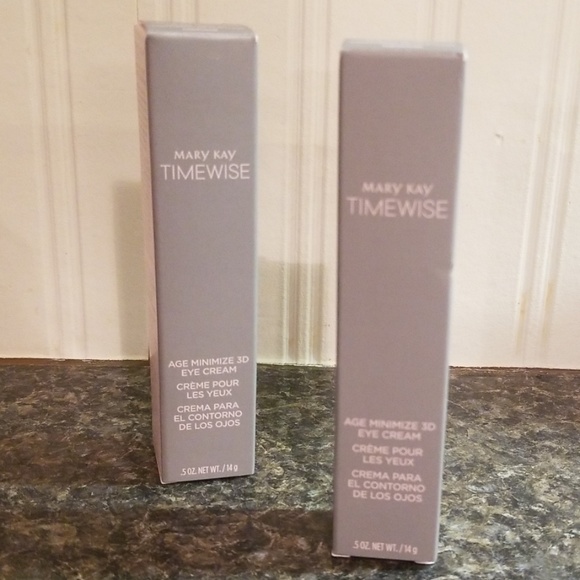 MARY KAY
TIMEWISE
AGE MINIMIZE 3D
EYE CREAM
CRÈME POUR
LES YEUX
CREMA PARA
EL CONTORNO
DE LOS OJOS
.5 OZ. NET WT. / 14 g
MARY KAY
TIMEWISE
AGE MINIMIZE 3D
EYE CREAM
CRÈME POUR
LES YEUX
CREMA PARA
EL CONTORNO
DE LOS OJOS
.5 OZ. NET WT. / 14 g